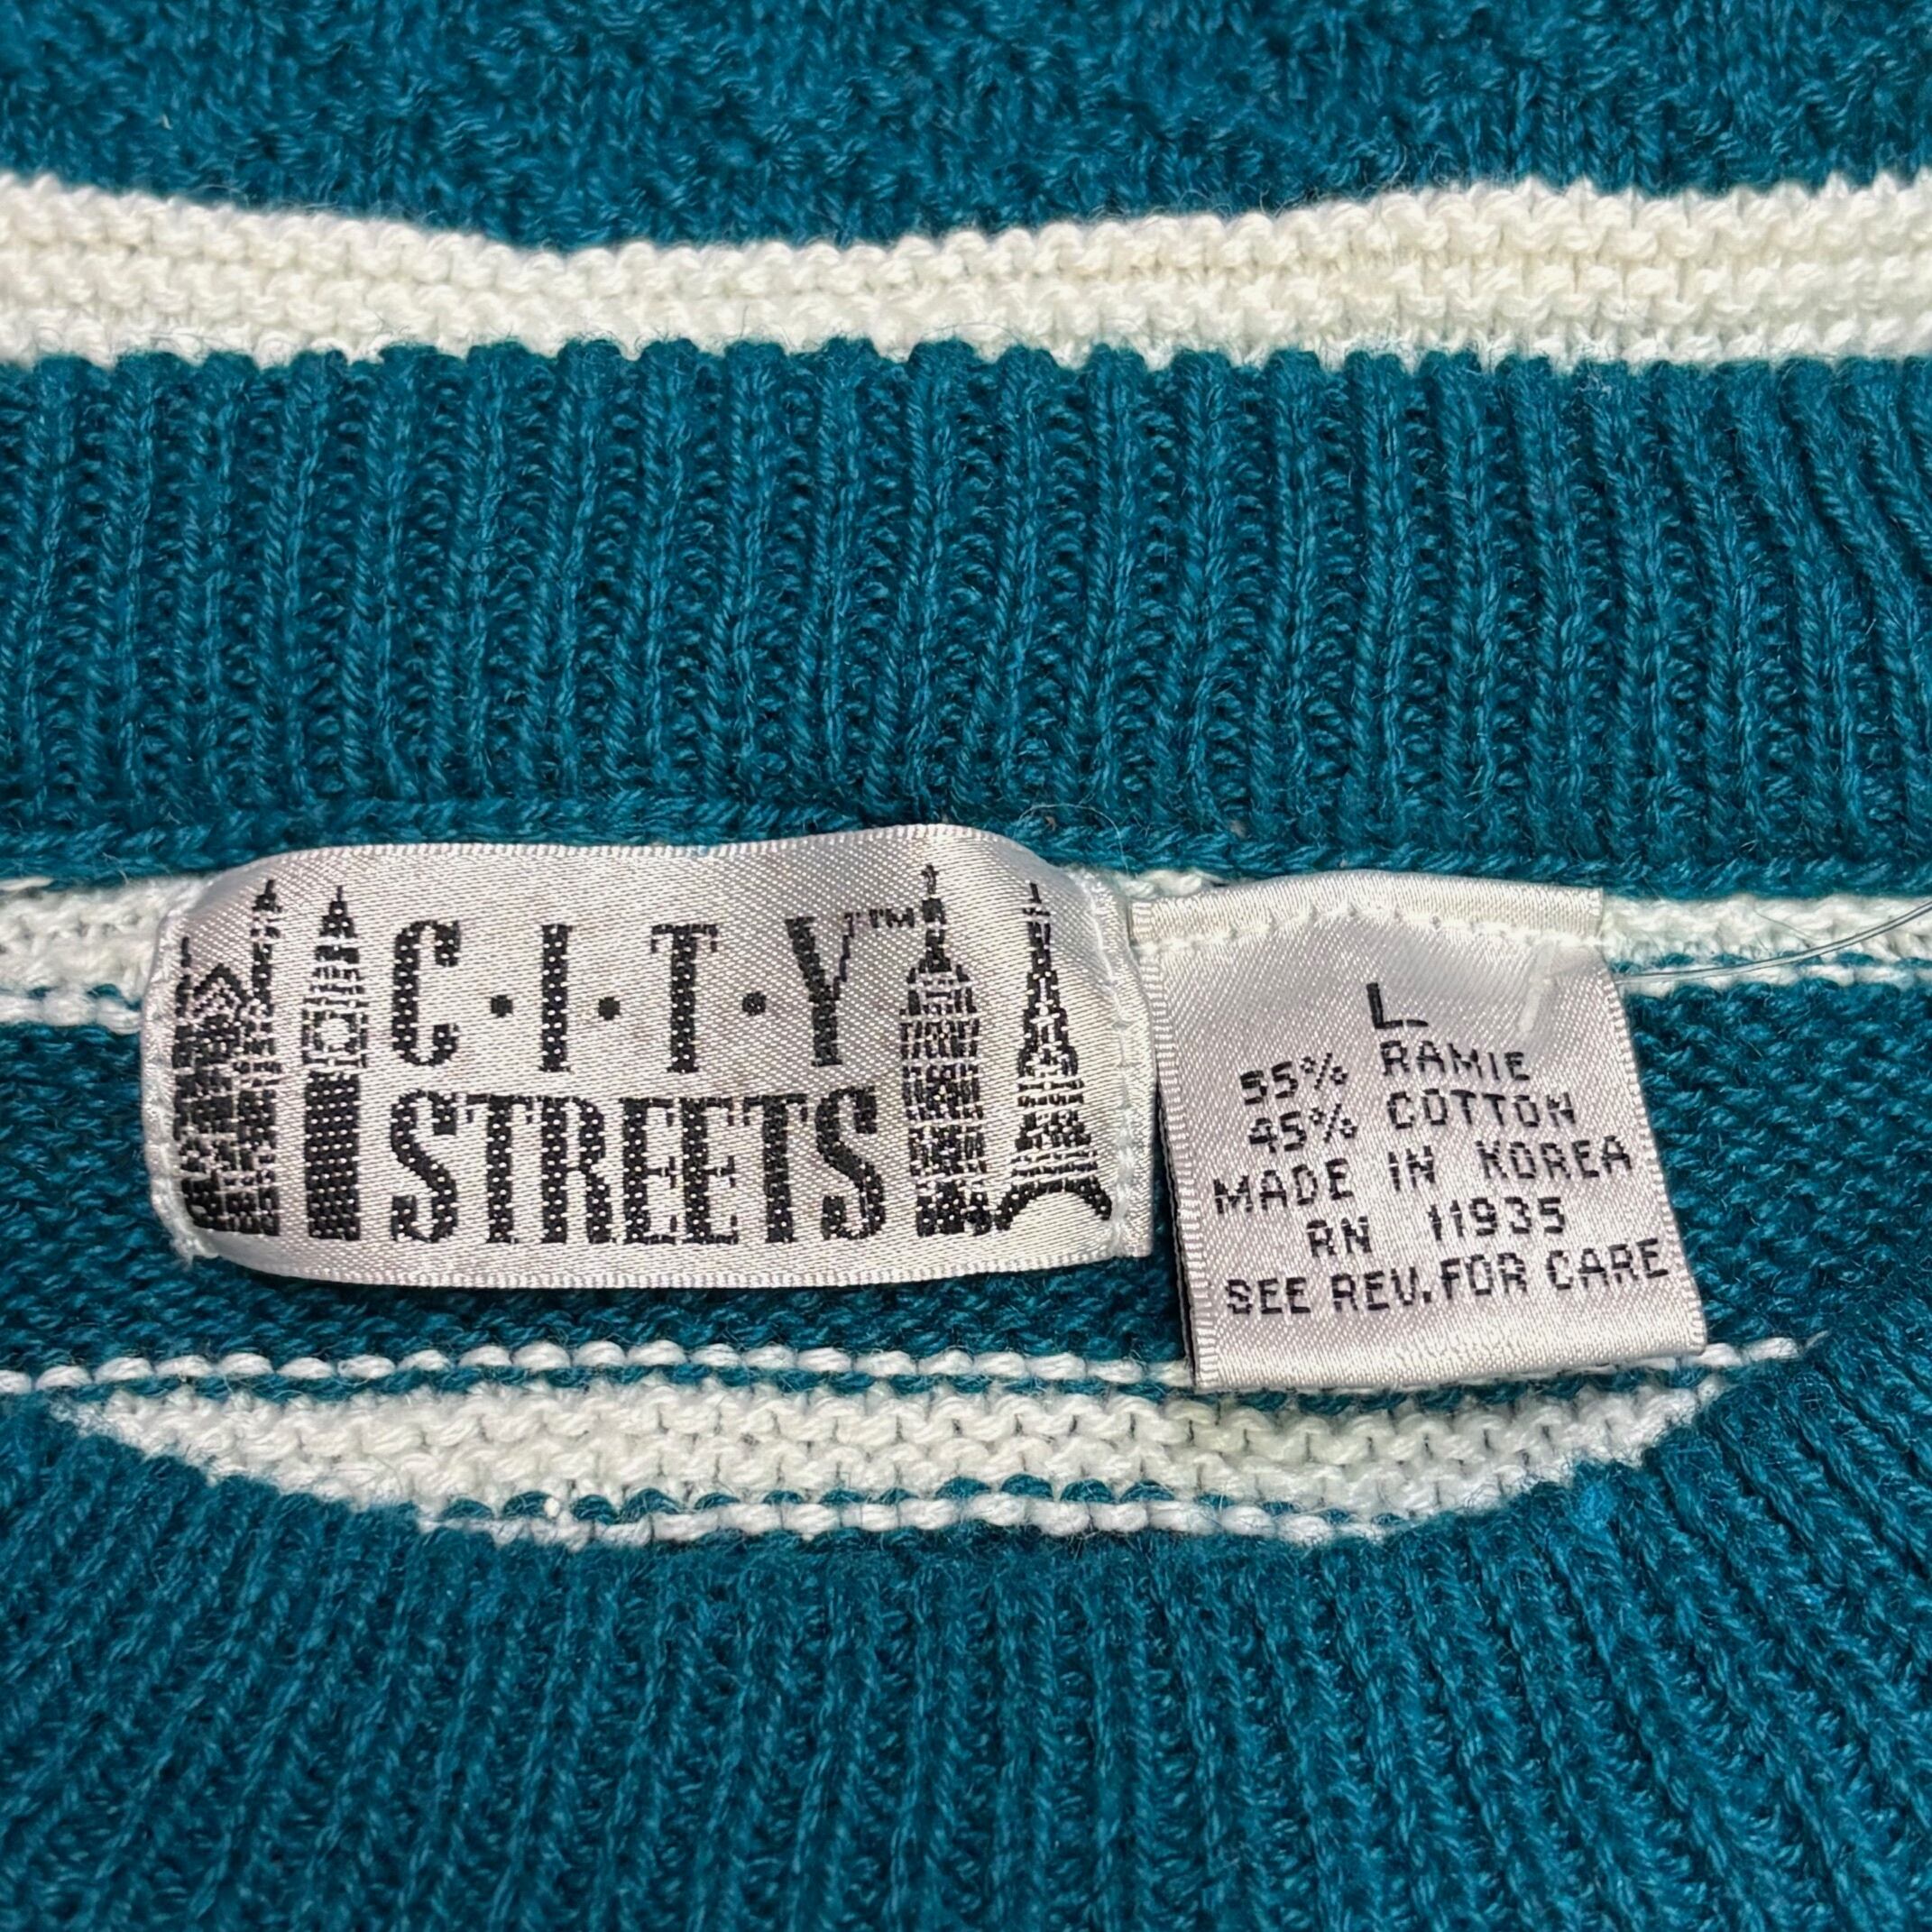 C·I·T·Y™
STREETS
L
55% RAMIE
45% COTTON
MADE IN KOREA
RN 11935
SEE REV. FOR CARE